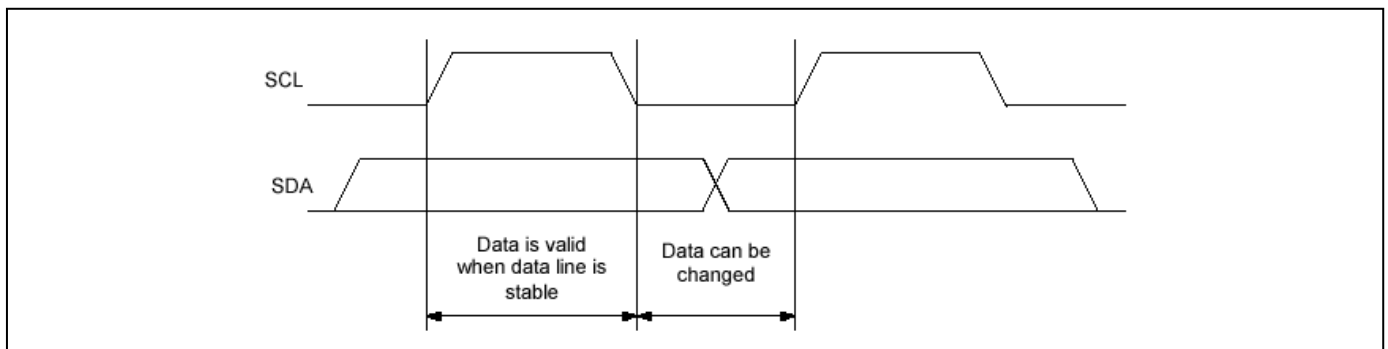 SCL
SDA
Data is valid
when data line is
stable
Data can be
changed